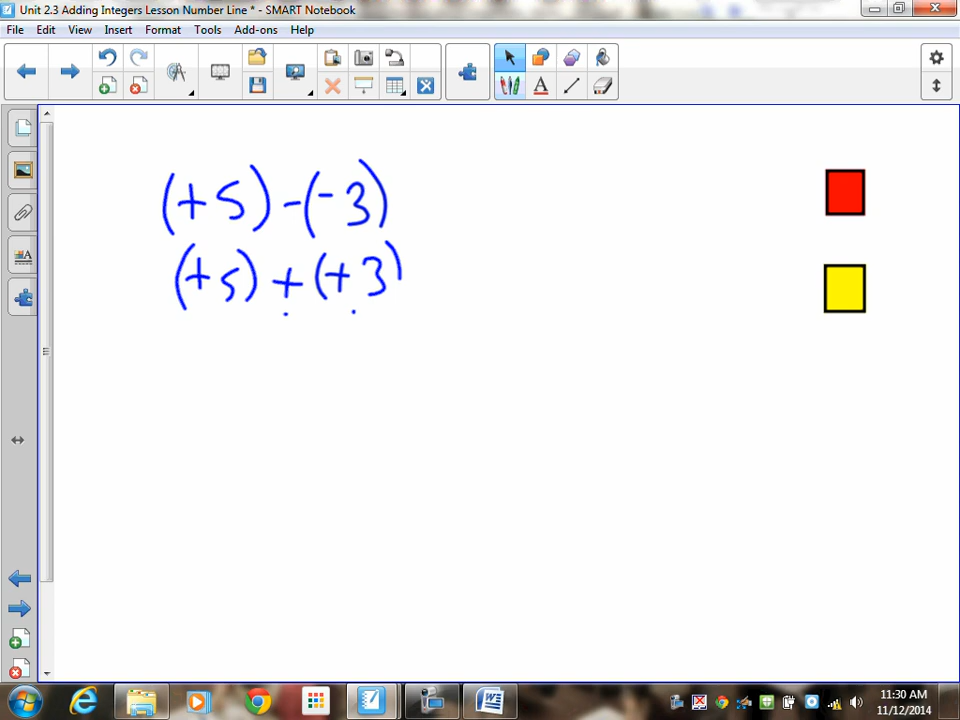 Unit 2.3 Adding Integers Lesson Number Line * - SMART Notebook
File Edit View Insert Format Tools Add-ons Help
(+5)-(-3)
(+5)+(+3)
11:30 AM
11/12/2014